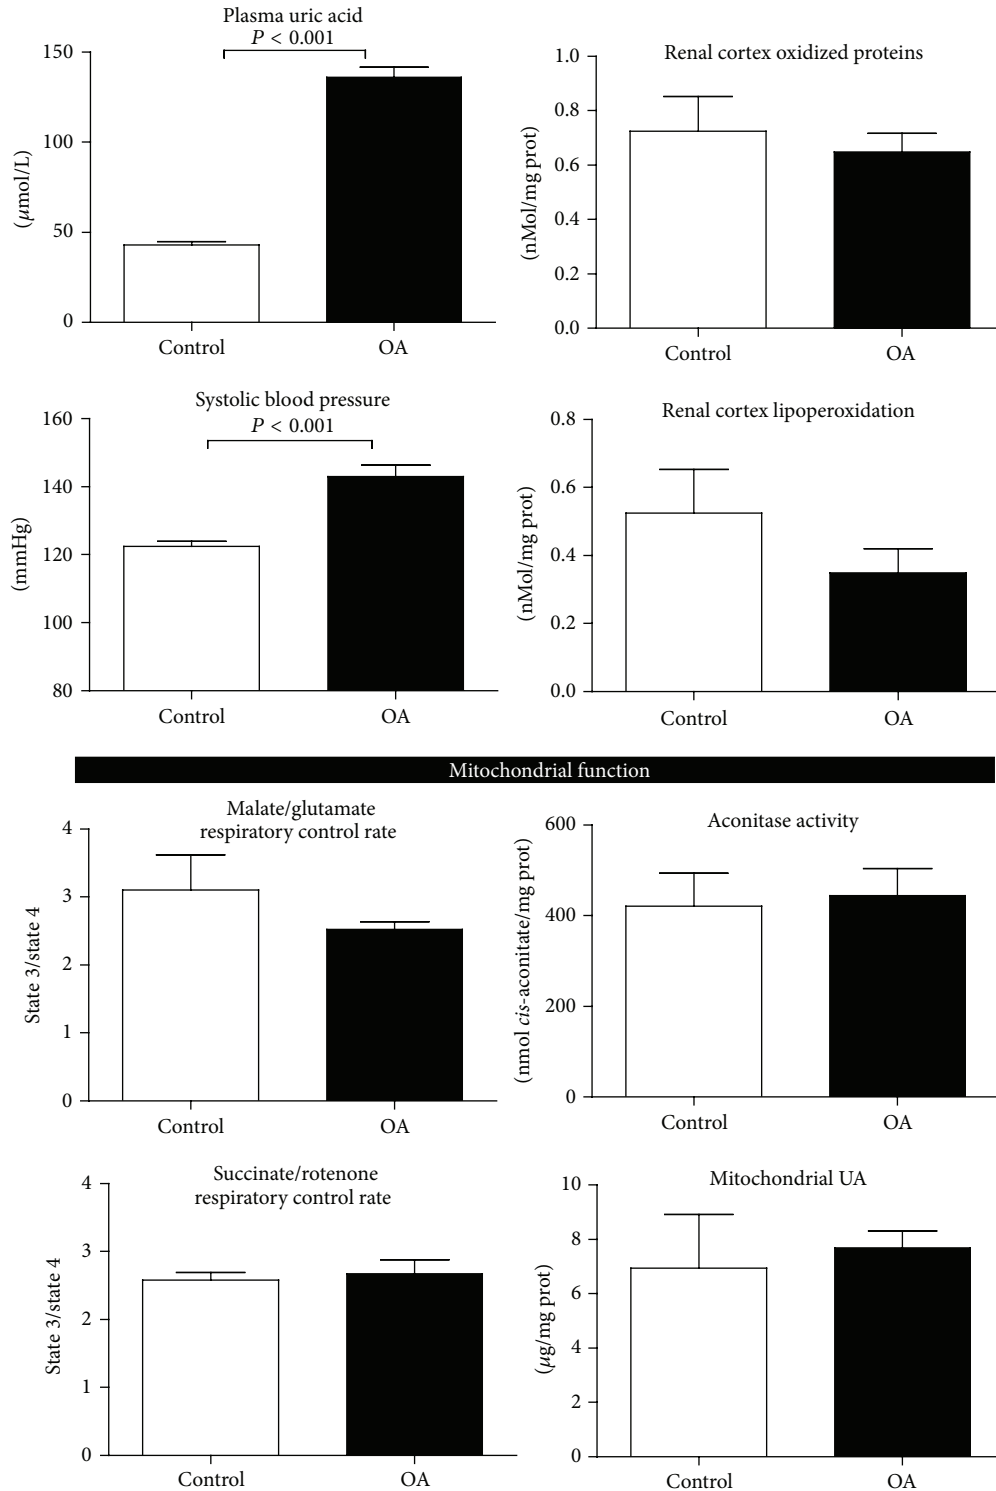 Plasma uric acid
P < 0.001
150
100
50
0
(μmol/L)
Control
OA
Renal cortex oxidized proteins
1.0
0.8
0.6
0.4
0.2
0.0
(nMol/mg prot)
Control
OA
Systolic blood pressure
P < 0.001
160
140
120
100
80
(mmHg)
Control
OA
Renal cortex lipoperoxidation
0.8
0.6
0.4
0.2
0.0
(nMol/mg prot)
Control
OA
Mitochondrial function
Malate/glutamate
respiratory control rate
4
3
2
1
0
State 3/state 4
Control
OA
Aconitase activity
600
400
200
0
(nmol cis-aconitate/mg prot)
Control
OA
Succinate/rotenone
respiratory control rate
4
3
2
1
0
State 3/state 4
Control
OA
Mitochondrial UA
10
8
6
4
2
0
(μg/mg prot)
Control
OA